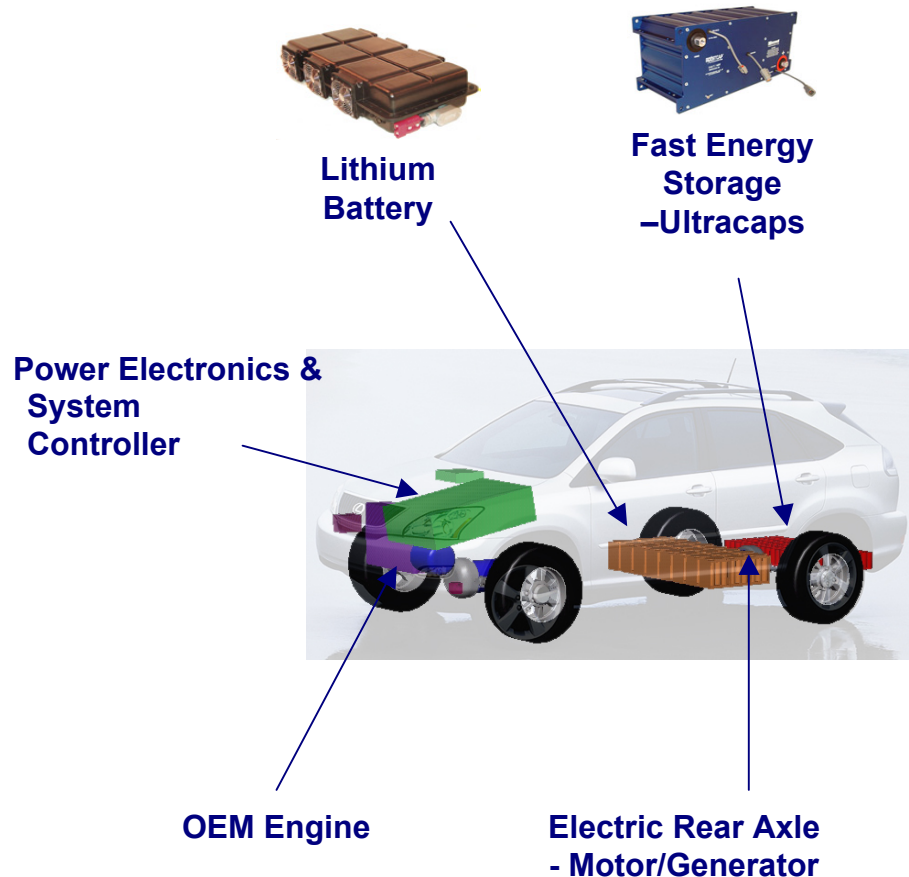 Lithium
Battery
Fast Energy
Storage
–Ultracaps
Power Electronics &
System
Controller
OEM Engine
Electric Rear Axle
- Motor/Generator